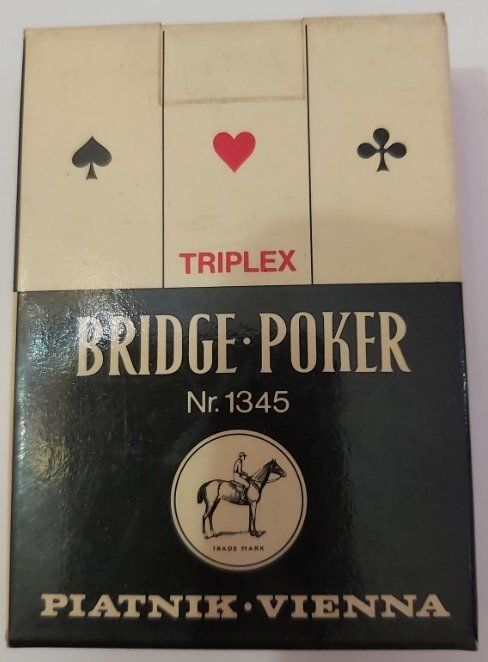 TRIPLEX
BRIDGE·POKER
Nr. 1345
TRADE MARK
PIATNIK·VIENNA